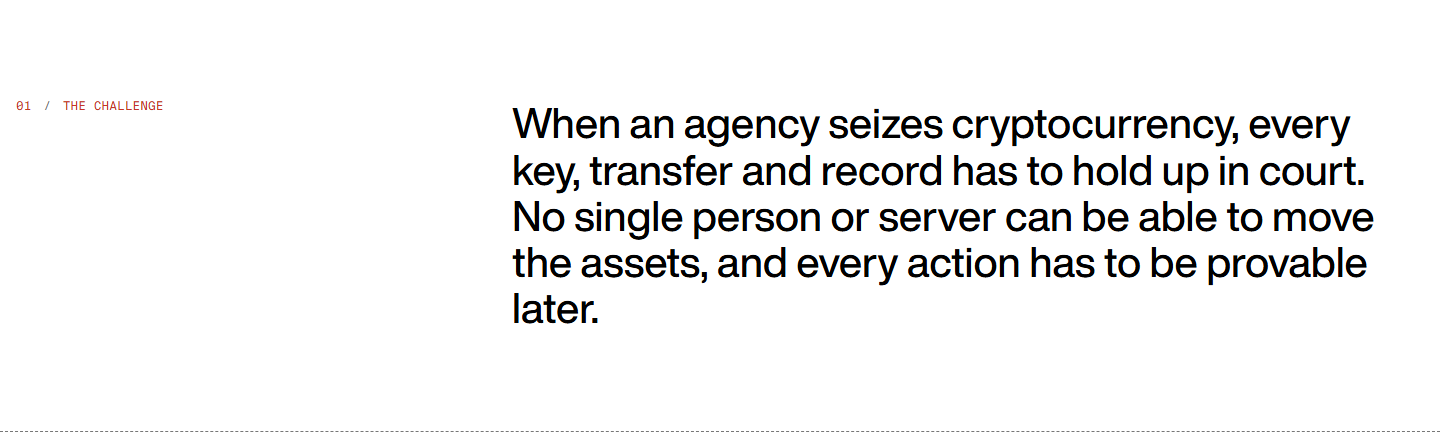 01 / THE CHALLENGE
When an agency seizes cryptocurrency, every
key, transfer and record has to hold up in court.
No single person or server can be able to move
the assets, and every action has to be provable
later.